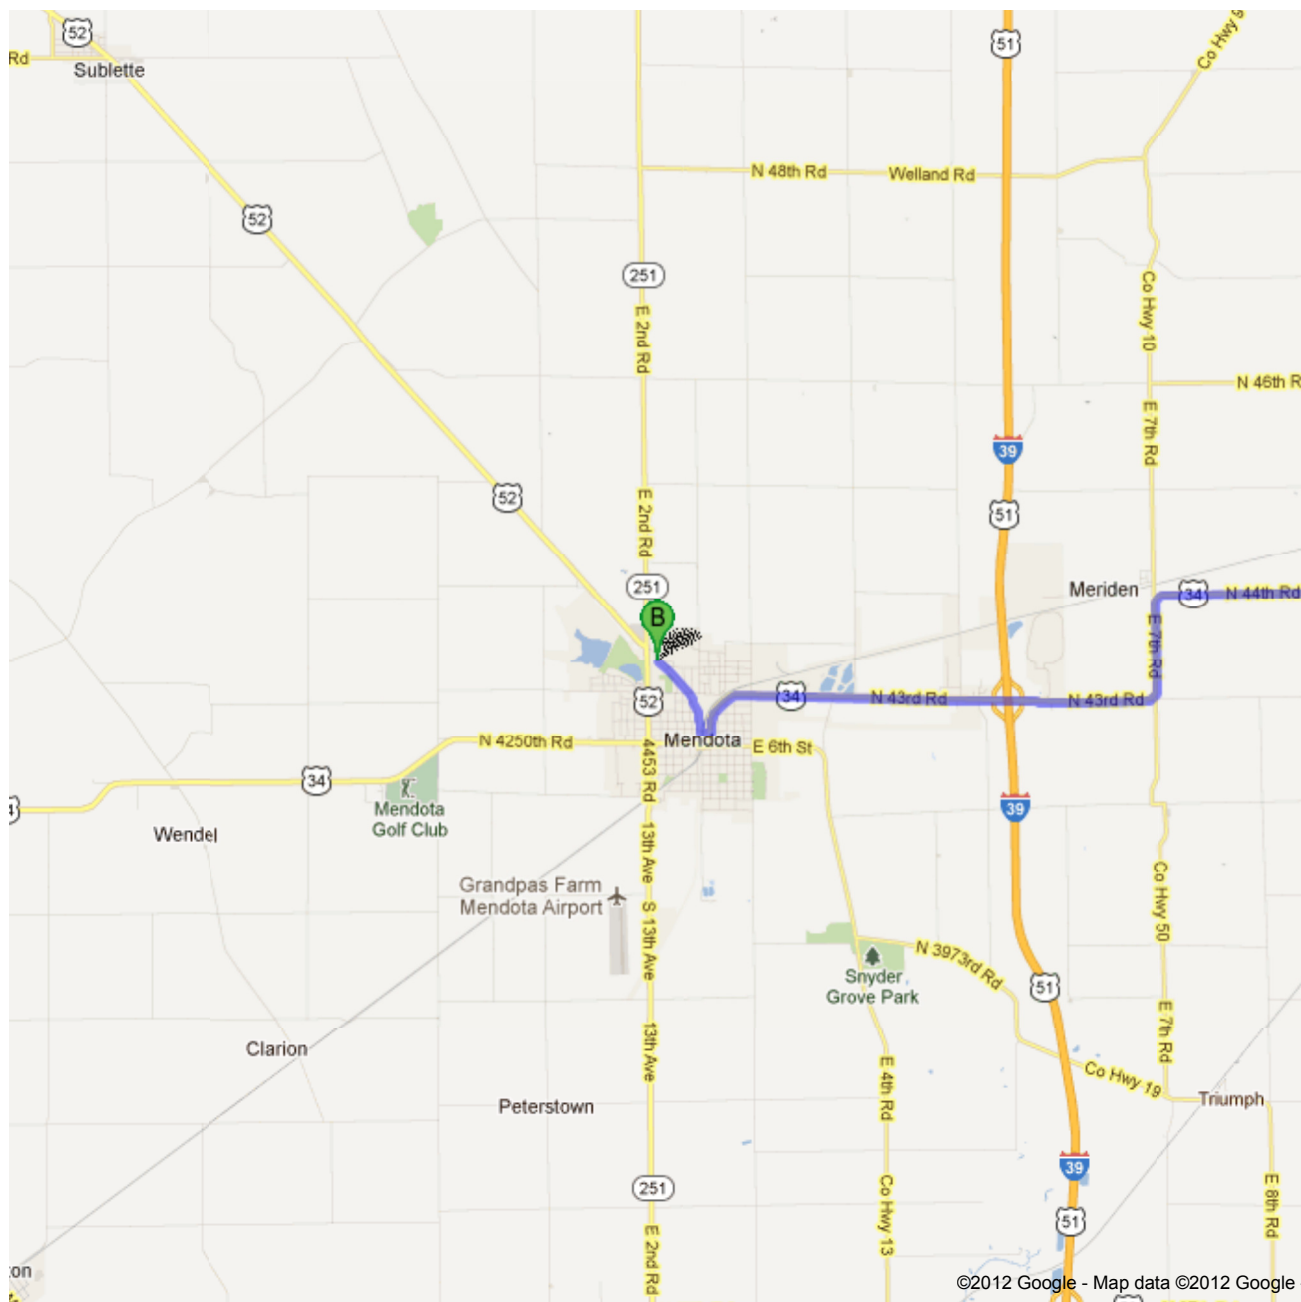 52
51
Co Hwy 9
Rd
Sublette
N 48th Rd
Welland Rd
52
251
E 2nd Rd
Co Hwy 10
N 46th R
E 7th Rd
39
52
E 2nd Rd
51
251
Meriden
34
N 44th Rd
B
E 7th Rd
52
34
N 43rd Rd
N 43rd Rd
N 4250th Rd
Mendota
E 6th St
4453 Rd
34
Mendota
Golf Club
39
Wendel
13th Ave
Grandpas Farm
Mendota Airport
Co Hwy 50
S 13th Ave
N 3973rd Rd
Snyder
Grove Park
51
13th Ave
E 7th Rd
Clarion
E 4th Rd
Co Hwy 19
Peterstown
Triumph
39
251
Co Hwy 13
E 8th Rd
51
E 2nd Rd
ton
©2012 Google - Map data ©2012 Google -